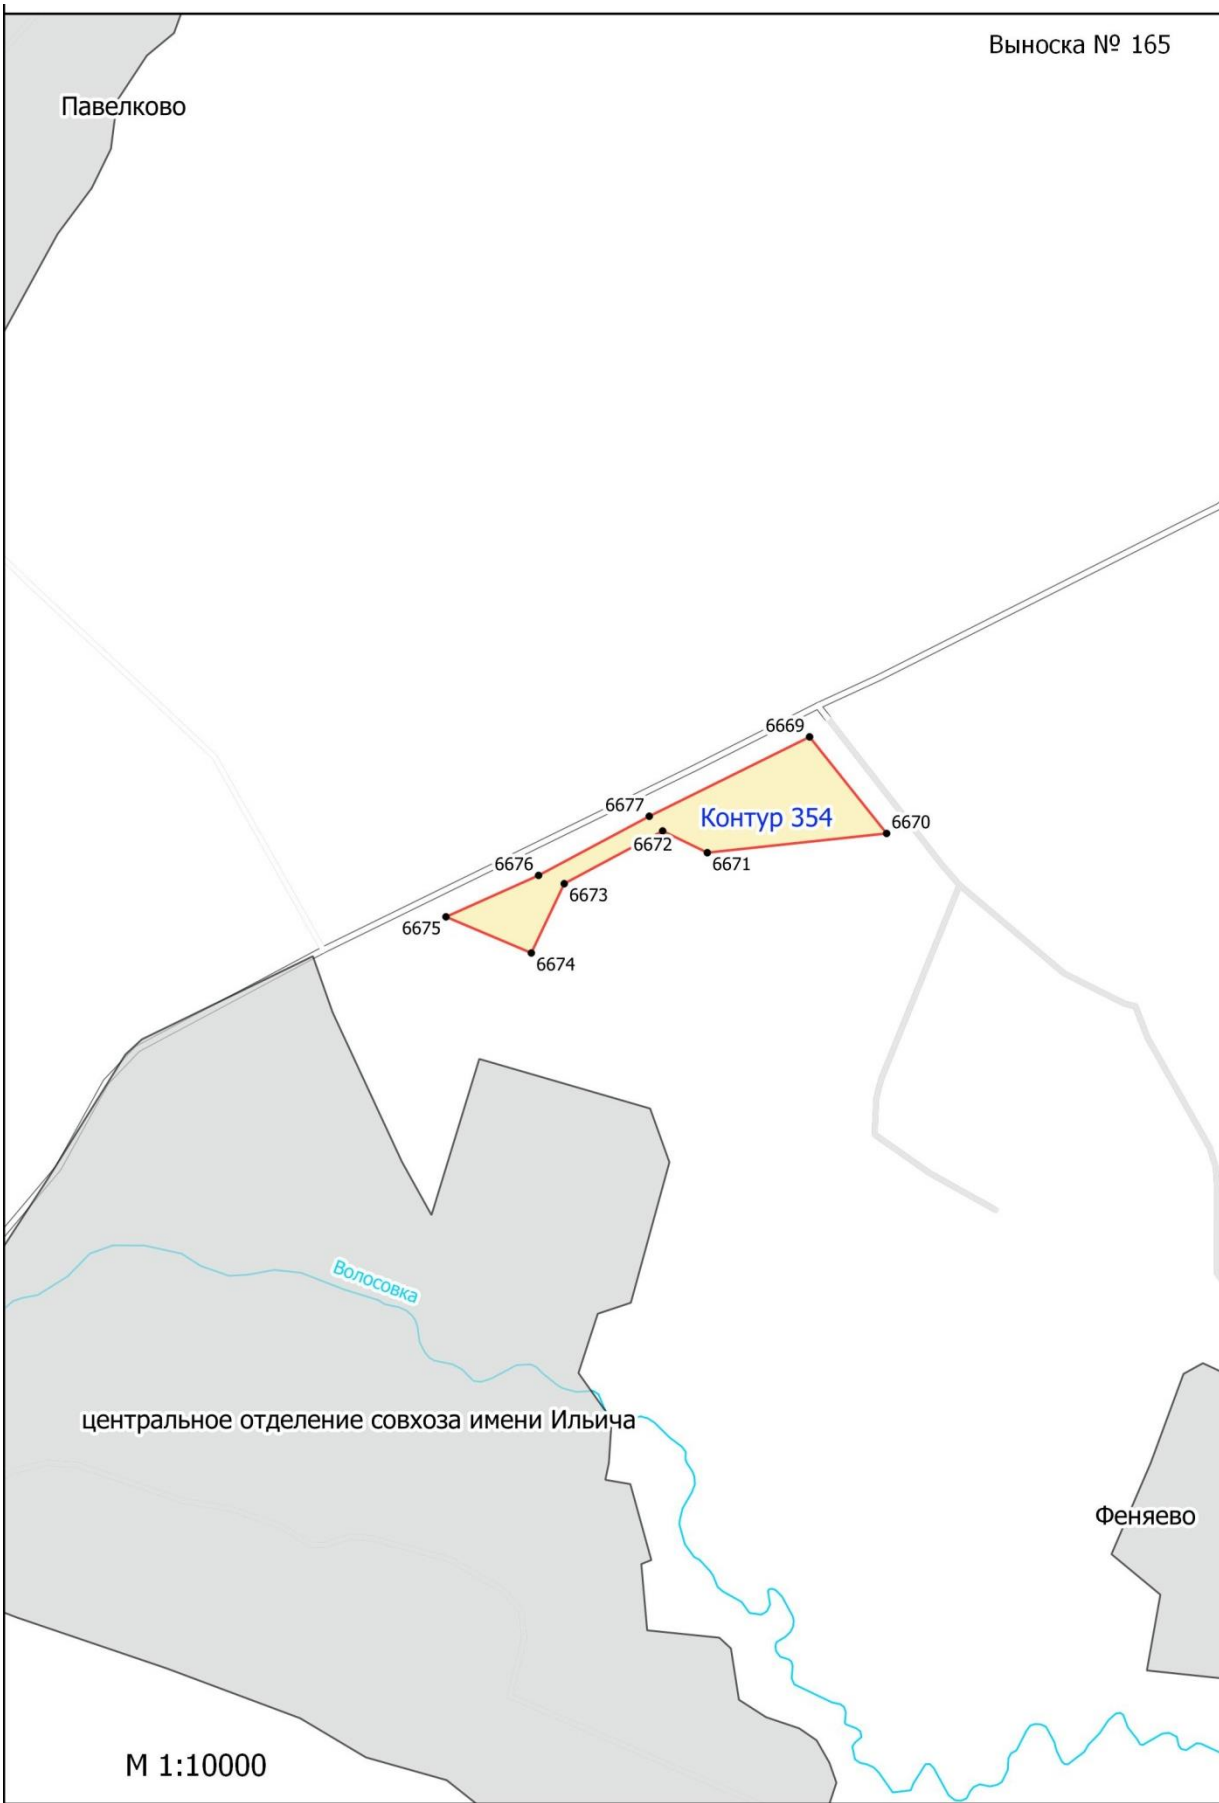 Выноска № 165
Павелково
6669
6677
Контур 354
6670
6672
6671
6676
6673
6675
6674
Волосовка
центральное отделение совхоза имени Ильича
Феняево
М 1:10000